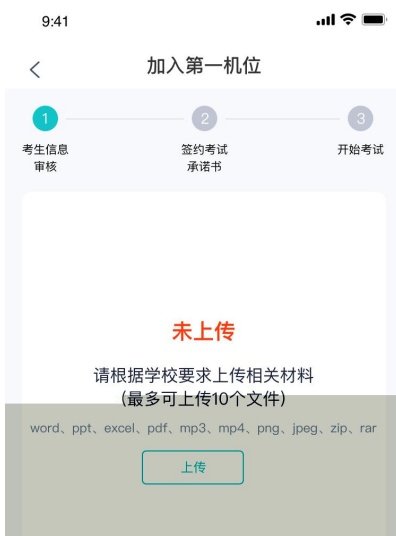 9:41
加入第一机位
1
2
3
考生信息
审核
签约考试
承诺书
开始考试
未上传
请根据学校要求上传相关材料
（最多可上传10个文件）
word、ppt、excel、pdf、mp3、mp4、png、jpeg、zip、rar
上传